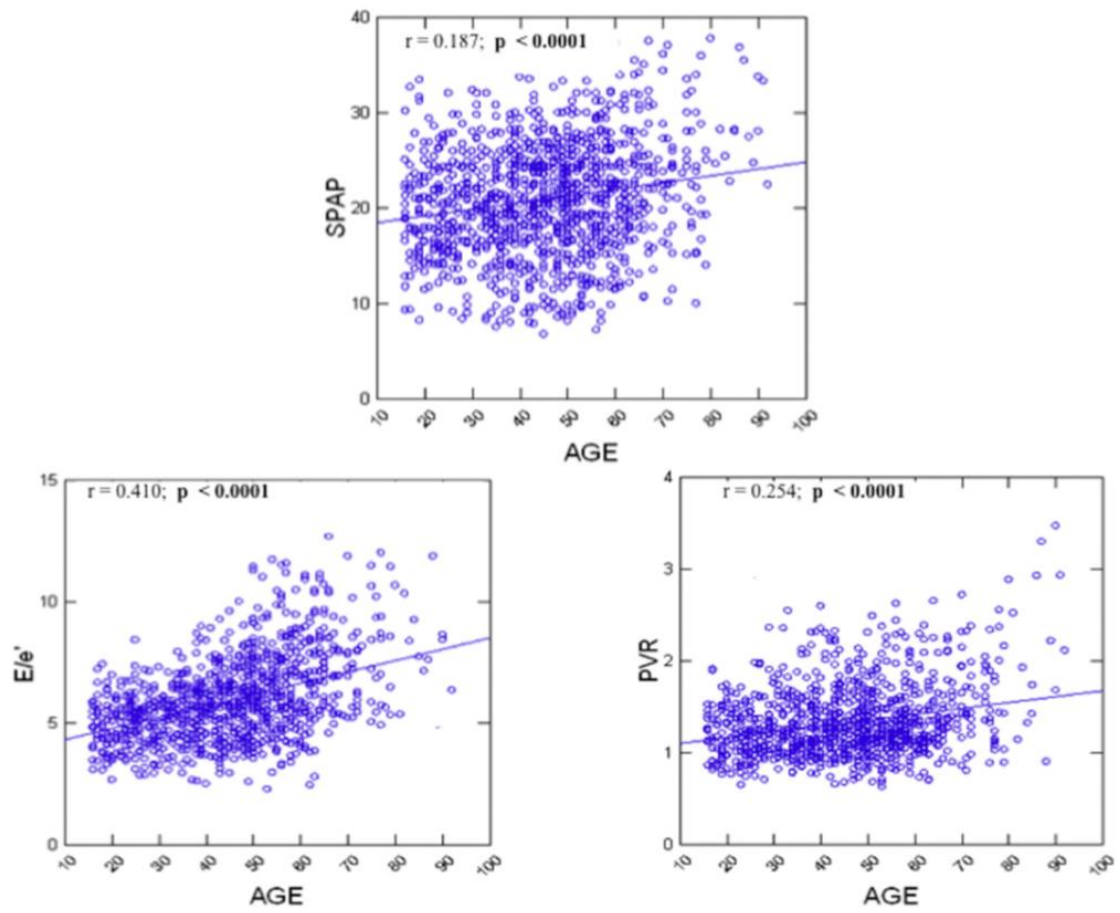 r = 0.187; p < 0.0001
40
30
20
10
0
SPAP
10 20 30 40 50 60 70 80 90 100
AGE
r = 0.410; p < 0.0001
15
10
5
0
E/e'
10 20 30 40 50 60 70 80 90 100
AGE
r = 0.254; p < 0.0001
4
3
2
1
0
PVR
10 20 30 40 50 60 70 80 90 100
AGE